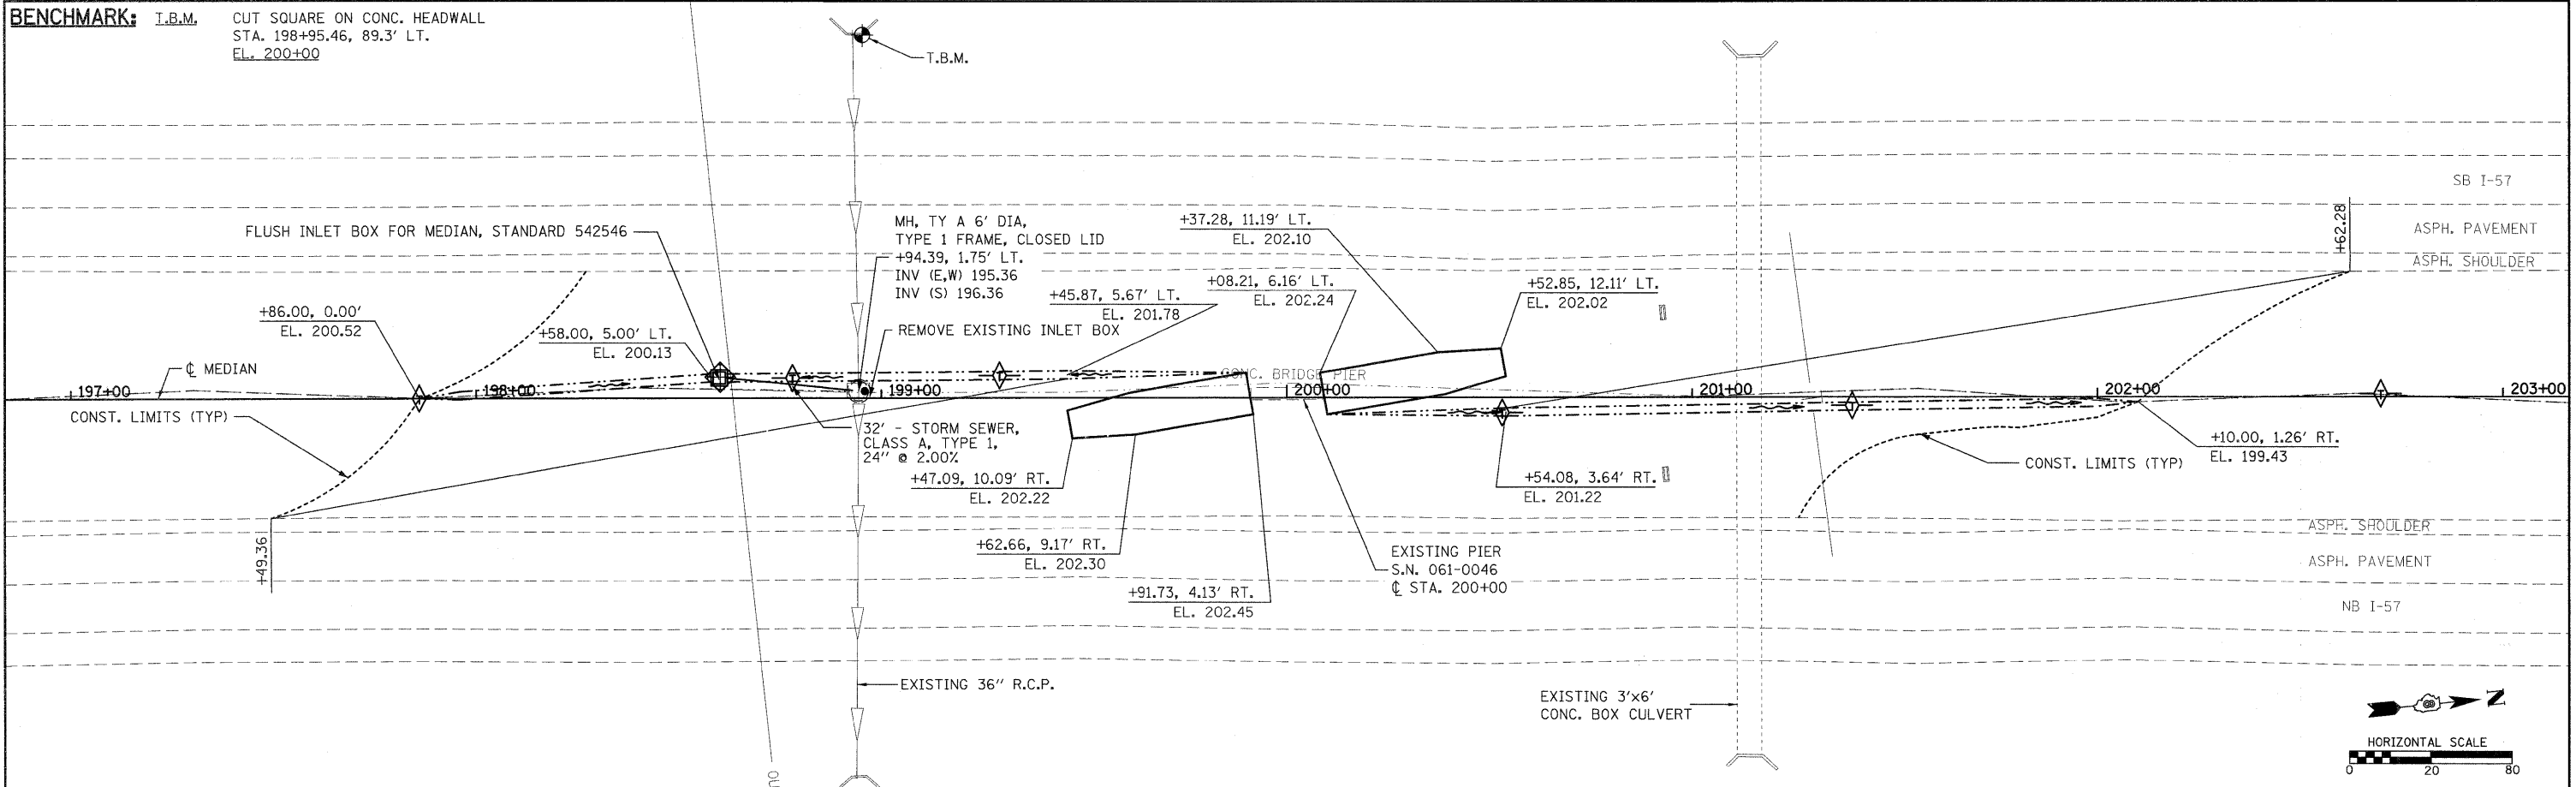 BENCHMARK: T.B.M. CUT SQUARE ON CONC. HEADWALL
STA. 198+95.46, 89.3' LT.
EL. 200+00
T.B.M.
SB I-57
ASPH. PAVEMENT
ASPH. SHOULDER
+62.28
FLUSH INLET BOX FOR MEDIAN, STANDARD 542546
MH, TY A 6' DIA,
TYPE 1 FRAME, CLOSED LID
+94.39, 1.75' LT.
INV (E,W) 195.36
INV (S) 196.36
+37.28, 11.19' LT.
EL. 202.10
+08.21, 6.16' LT.
EL. 202.24
+45.87, 5.67' LT.
EL. 201.78
+52.85, 12.11' LT.
EL. 202.02
+86.00, 0.00'
EL. 200.52
+58.00, 5.00' LT.
EL. 200.13
REMOVE EXISTING INLET BOX
℄ MEDIAN
CONC. BRIDGE PIER
197+00
198+00
199+00
200+00
201+00
202+00
203+00
CONST. LIMITS (TYP)
32' - STORM SEWER,
CLASS A, TYPE 1,
24" @ 2.00%
+47.09, 10.09' RT.
EL. 202.22
+54.08, 3.64' RT.
EL. 201.22
CONST. LIMITS (TYP)
+10.00, 1.26' RT.
EL. 199.43
+49.36
+62.66, 9.17' RT.
EL. 202.30
+91.73, 4.13' RT.
EL. 202.45
EXISTING PIER
S.N. 061-0046
℄ STA. 200+00
ASPH. SHOULDER
ASPH. PAVEMENT
NB I-57
EXISTING 36" R.C.P.
EXISTING 3'x6'
CONC. BOX CULVERT
N
HORIZONTAL SCALE
0 20 80